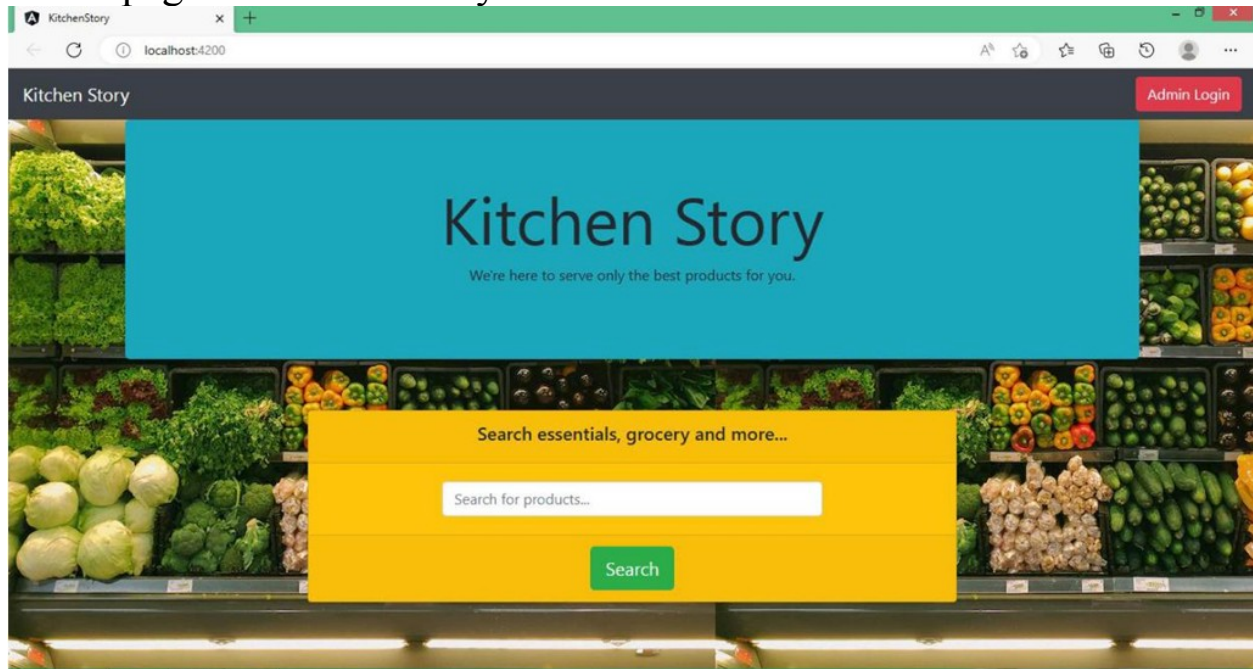 KitchenStory
localhost:4200
Kitchen Story
Admin Login
Kitchen Story
We're here to serve only the best products for you.
Search essentials, grocery and more...
Search for products...
Search